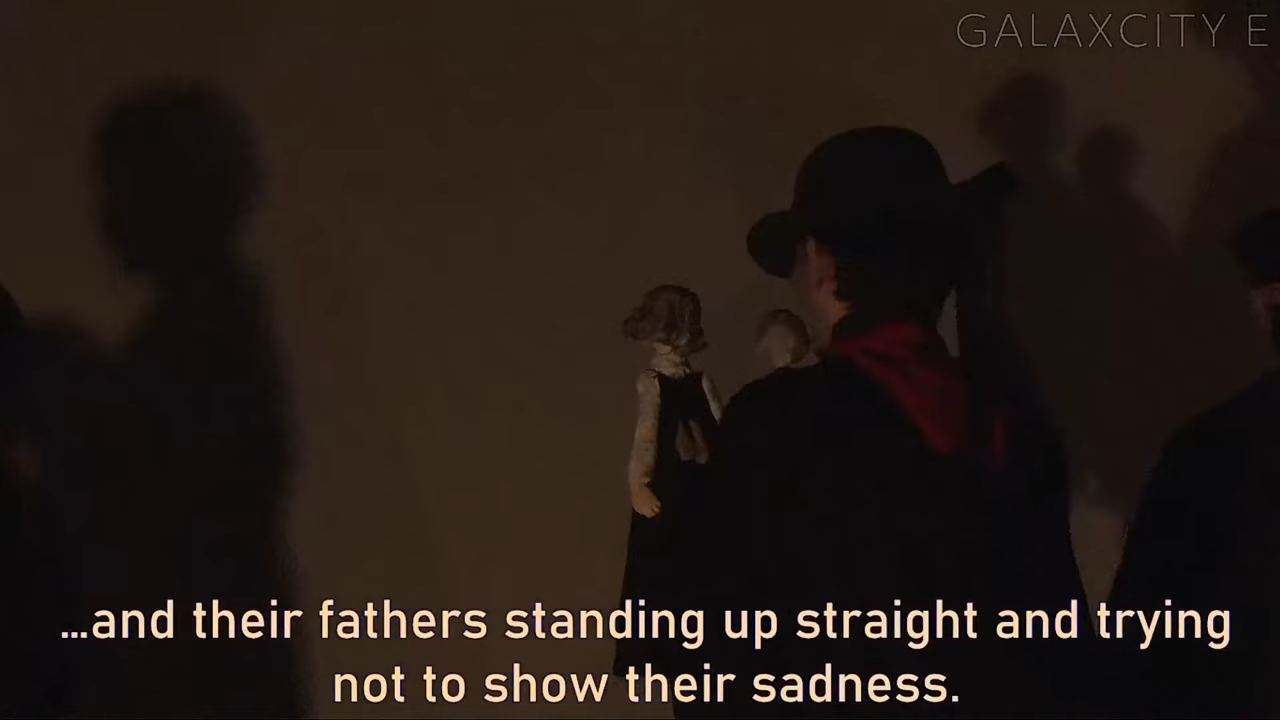 GALAXCITY E
...and their fathers standing up straight and trying
not to show their sadness.